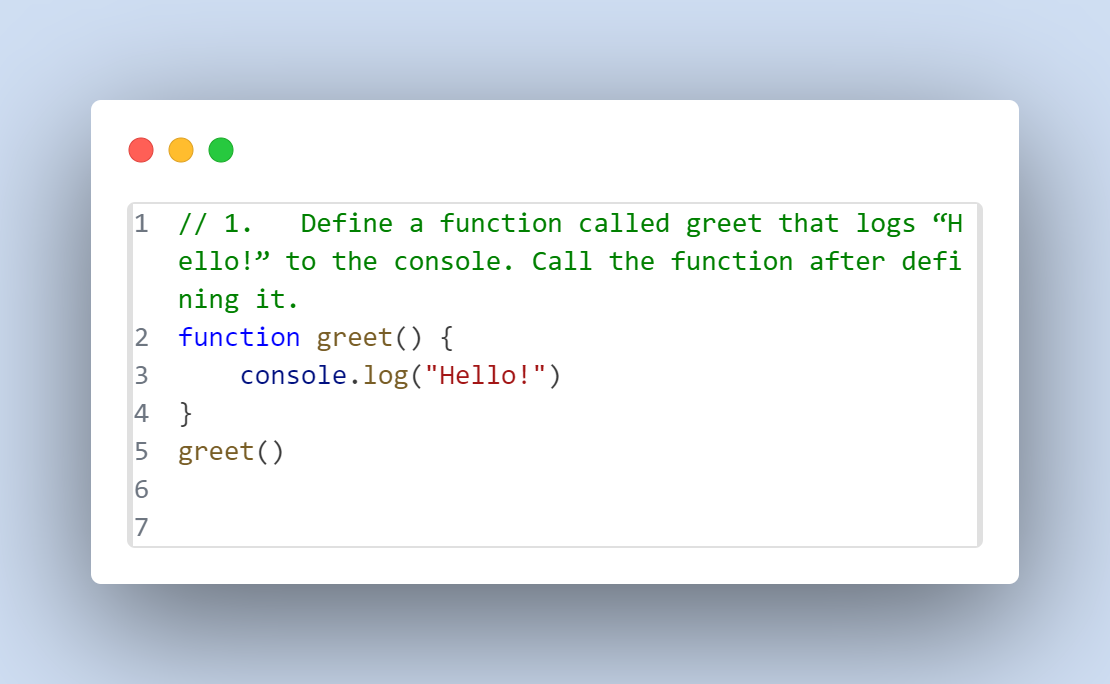 1 // 1.   Define a function called greet that logs “H
ello!” to the console. Call the function after defi
ning it.
2 function greet() {
3     console.log("Hello!")
4 }
5 greet()
6
7